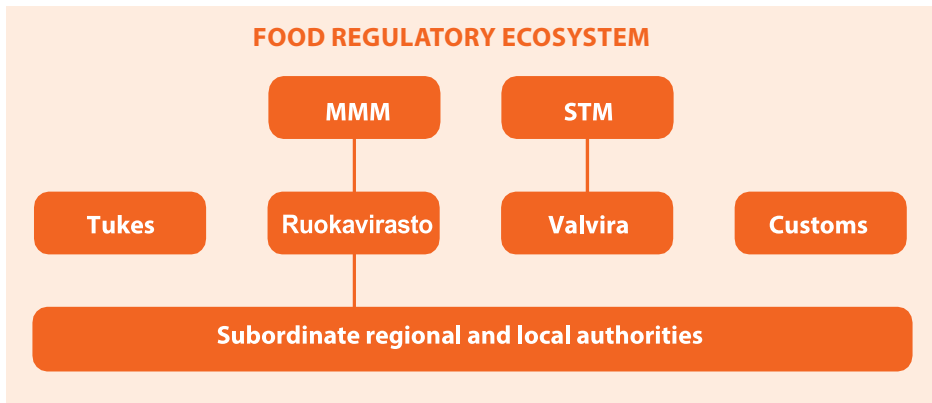 FOOD REGULATORY ECOSYSTEM
MMM
STM
Tukes
Ruokavirasto
Valvira
Customs
Subordinate regional and local authorities